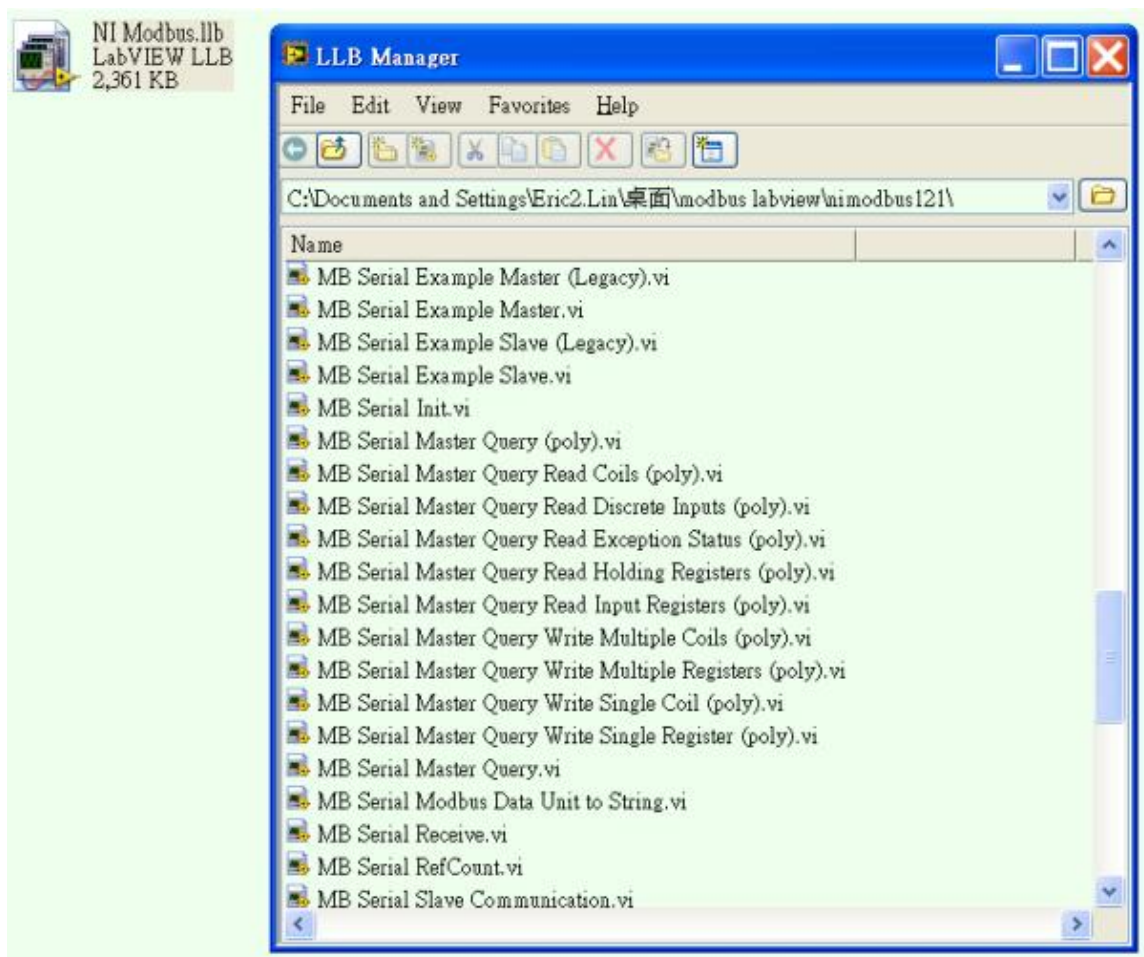 NI Modbus.llb
LabVIEW LLB
2,361 KB
LLB Manager
File Edit View Favorites Help
C:\Documents and Settings\Eric2.Lin\桌面\modbus labview\nimodbus121\
Name
MB Serial Example Master (Legacy).vi
MB Serial Example Master.vi
MB Serial Example Slave (Legacy).vi
MB Serial Example Slave.vi
MB Serial Init.vi
MB Serial Master Query (poly).vi
MB Serial Master Query Read Coils (poly).vi
MB Serial Master Query Read Discrete Inputs (poly).vi
MB Serial Master Query Read Exception Status (poly).vi
MB Serial Master Query Read Holding Registers (poly).vi
MB Serial Master Query Read Input Registers (poly).vi
MB Serial Master Query Write Multiple Coils (poly).vi
MB Serial Master Query Write Multiple Registers (poly).vi
MB Serial Master Query Write Single Coil (poly).vi
MB Serial Master Query Write Single Register (poly).vi
MB Serial Master Query.vi
MB Serial Modbus Data Unit to String.vi
MB Serial Receive.vi
MB Serial RefCount.vi
MB Serial Slave Communication.vi